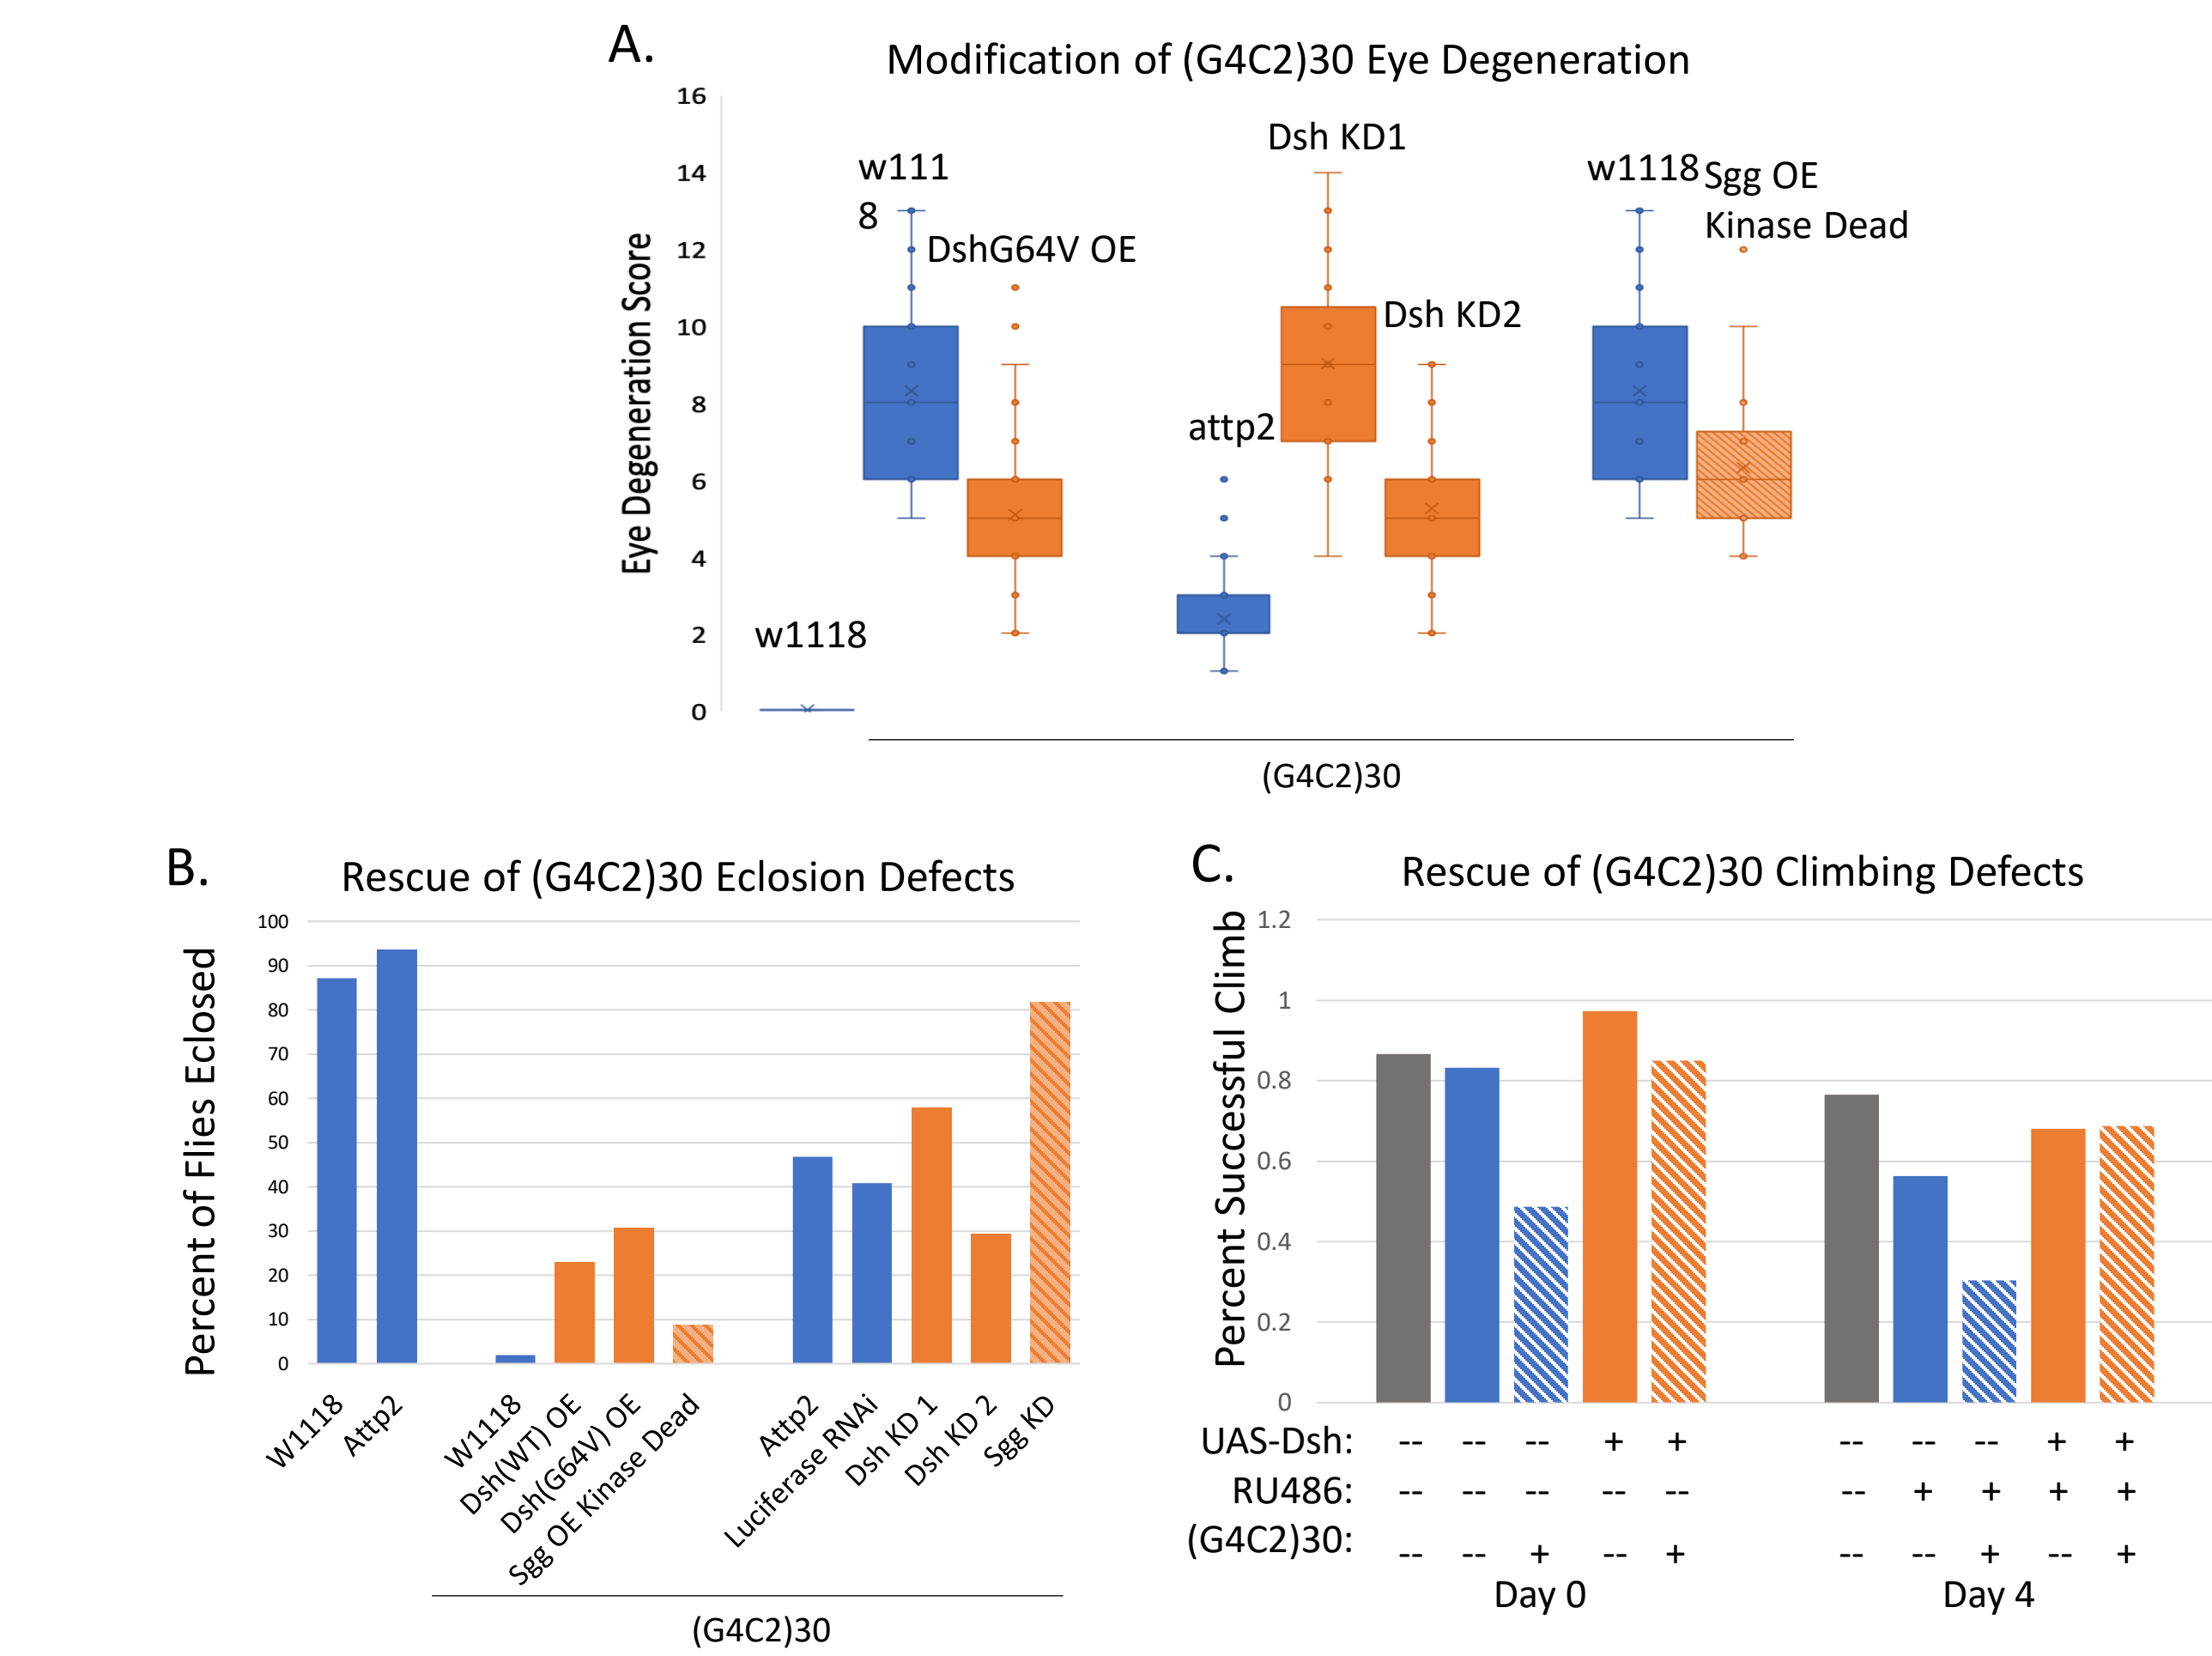 A.
Modification of (G4C2)30 Eye Degeneration
Eye Degeneration Score
16
14
12
10
8
6
4
2
0
w1118
w111
8
DshG64V OE
attp2
Dsh KD1
Dsh KD2
w1118
Sgg OE
Kinase Dead
(G4C2)30
B.
Rescue of (G4C2)30 Eclosion Defects
Percent of Flies Eclosed
100
90
80
70
60
50
40
30
20
10
0
W1118
Attp2
W1118
Dsh(WT) OE
Dsh(G64V) OE
Sgg OE Kinase Dead
Attp2
Luciferase RNAi
Dsh KD 1
Dsh KD 2
Sgg KD
(G4C2)30
C.
Rescue of (G4C2)30 Climbing Defects
Percent Successful Climb
1.2
1
0.8
0.6
0.4
0.2
0
UAS-Dsh: -- -- -- + + -- -- -- + +
RU486: -- -- -- -- -- -- + + + +
(G4C2)30: -- -- + -- + -- -- + -- +
Day 0 Day 4